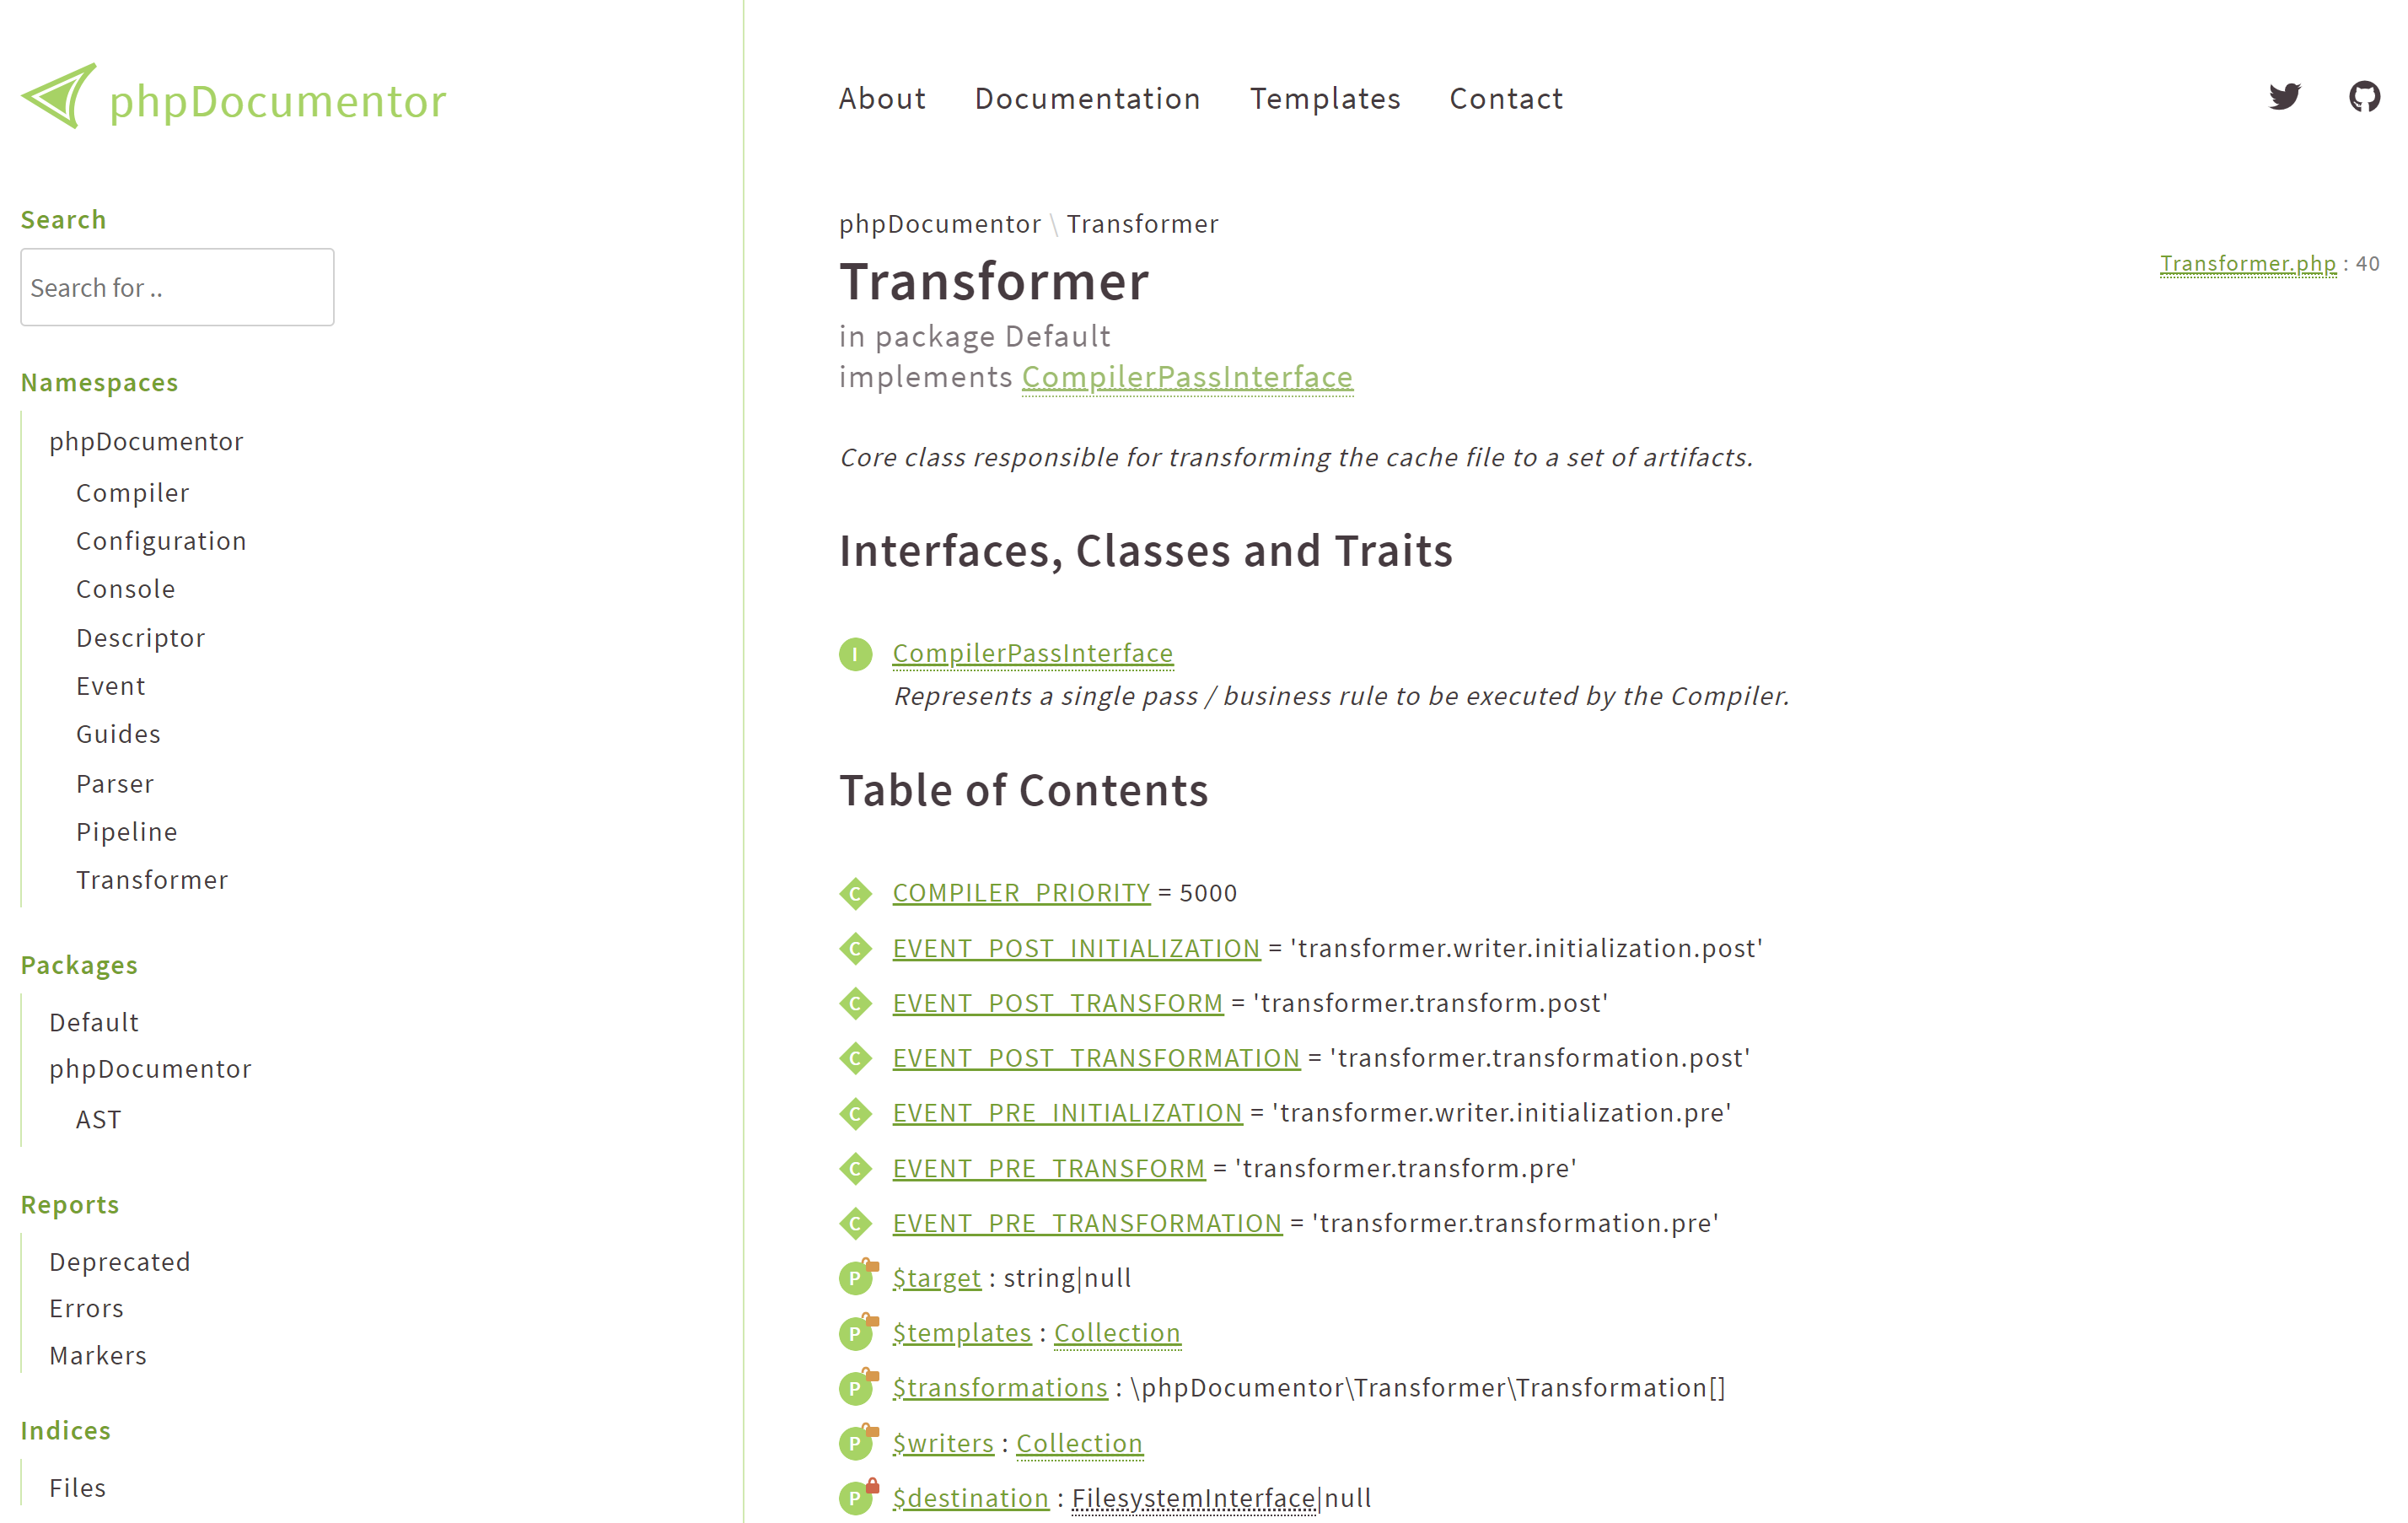 phpDocumentor
Search
Search for ..
Namespaces
phpDocumentor
Compiler
Configuration
Console
Descriptor
Event
Guides
Parser
Pipeline
Transformer
Packages
Default
phpDocumentor
AST
Reports
Deprecated
Errors
Markers
Indices
Files
About Documentation Templates Contact
phpDocumentor \ Transformer
Transformer
Transformer.php : 40
in package Default
implements CompilerPassInterface
Core class responsible for transforming the cache file to a set of artifacts.
Interfaces, Classes and Traits
I CompilerPassInterface
Represents a single pass / business rule to be executed by the Compiler.
Table of Contents
C COMPILER_PRIORITY = 5000
C EVENT_POST_INITIALIZATION = 'transformer.writer.initialization.post'
C EVENT_POST_TRANSFORM = 'transformer.transform.post'
C EVENT_POST_TRANSFORMATION = 'transformer.transformation.post'
C EVENT_PRE_INITIALIZATION = 'transformer.writer.initialization.pre'
C EVENT_PRE_TRANSFORM = 'transformer.transform.pre'
C EVENT_PRE_TRANSFORMATION = 'transformer.transformation.pre'
P $target : string|null
P $templates : Collection
P $transformations : \phpDocumentor\Transformer\Transformation[]
P $writers : Collection
P $destination : FilesystemInterface|null